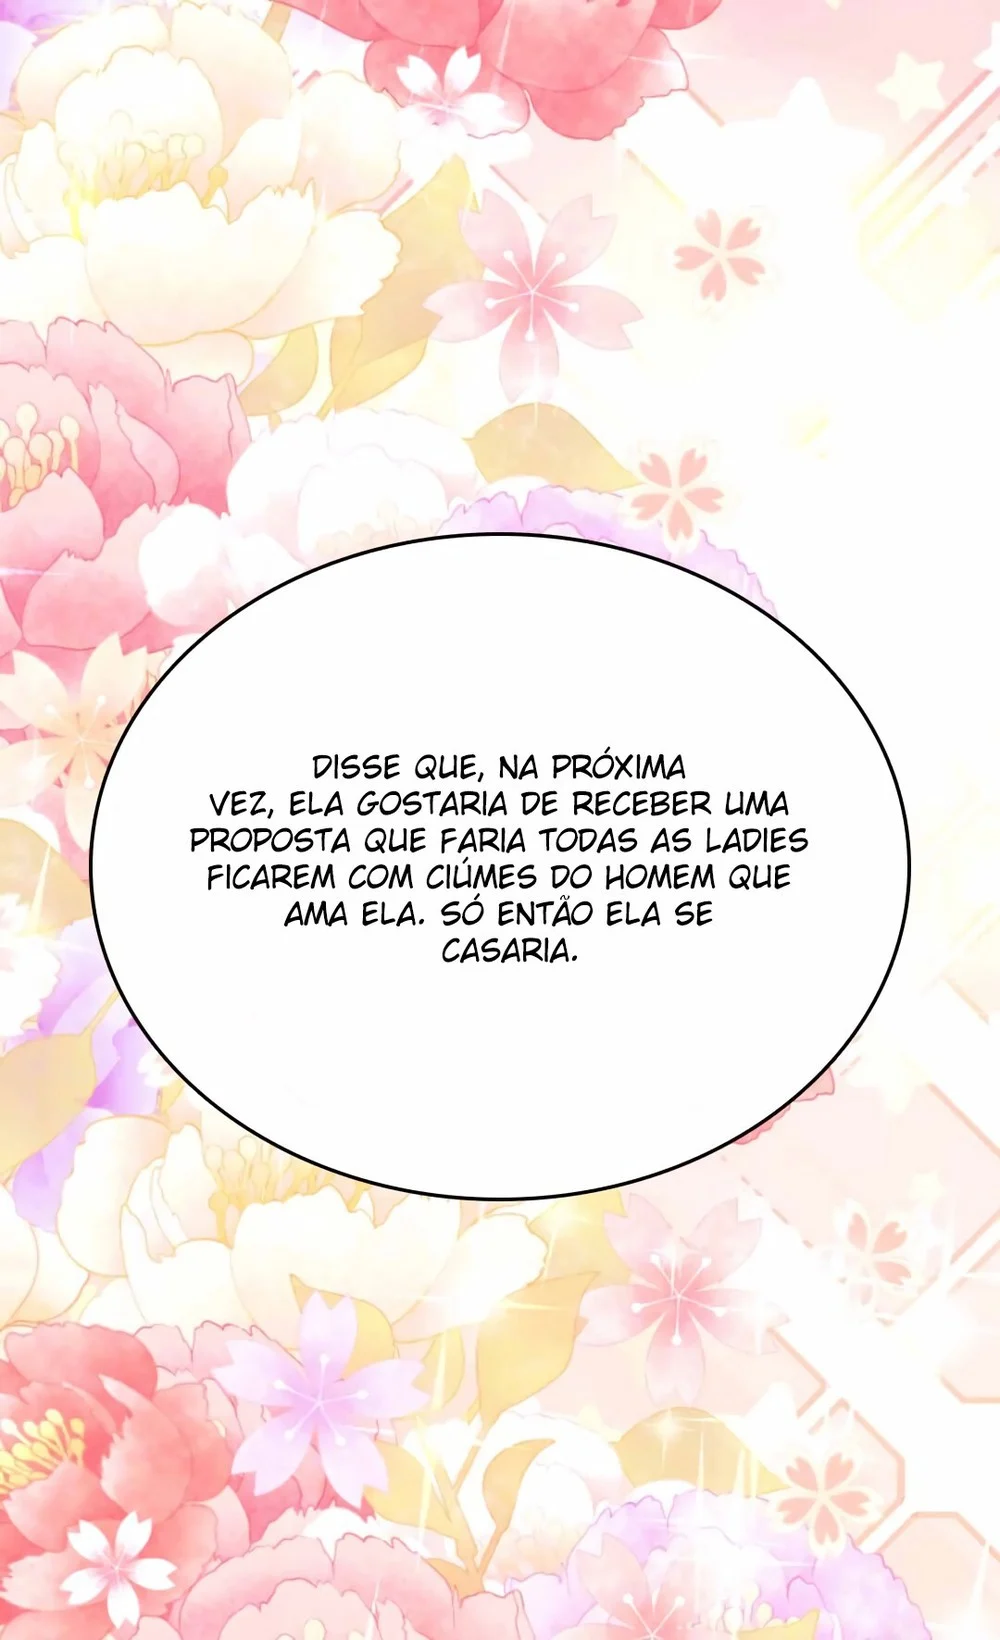 DISSE QUE, NA PRÓXIMA
VEZ, ELA GOSTARIA DE RECEBER UMA
PROPOSTA QUE FARIA TODAS AS LADIES
FICAREM COM CIÚMES DO HOMEM QUE
AMA ELA. SÓ ENTÃO ELA SE
CASARIA.